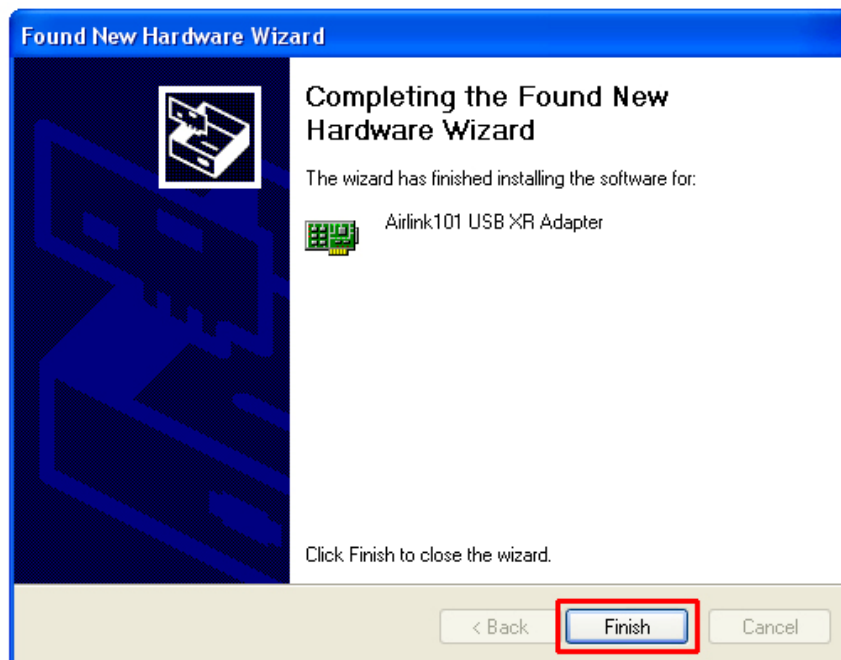 Found New Hardware Wizard
Completing the Found New
Hardware Wizard
The wizard has finished installing the software for:
Airlink101 USB XR Adapter
Click Finish to close the wizard.
< Back Finish Cancel